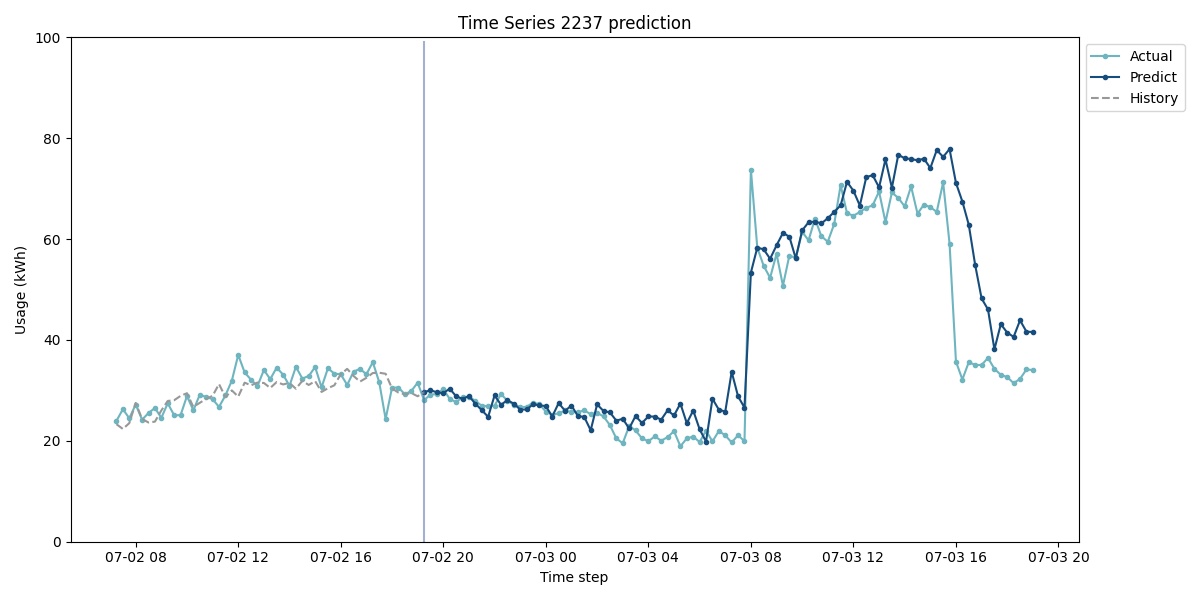 Time Series 2237 prediction
100
80
60
40
20
0
Usage (kWh)
07-02 08 07-02 12 07-02 16 07-02 20 07-03 00 07-03 04 07-03 08 07-03 12 07-03 16 07-03 20
Time step
Actual
Predict
History